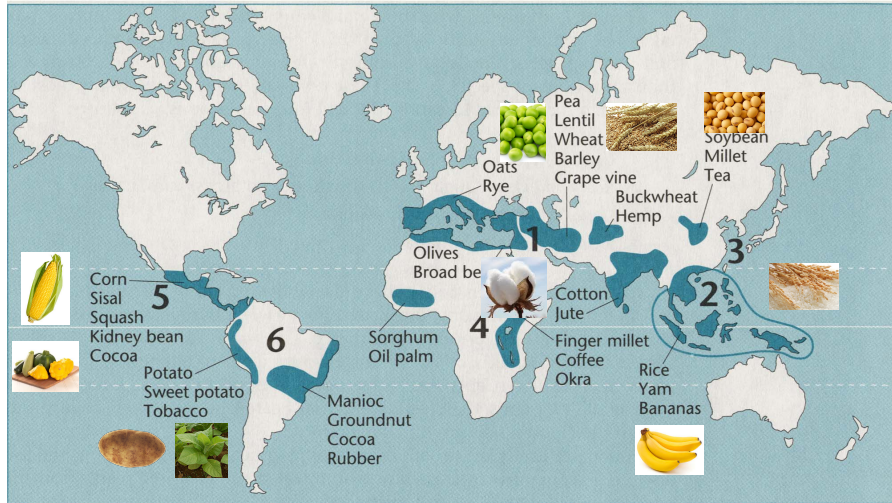 Pea
Lentil
Wheat
Barley
Grape vine
Soybean
Millet
Tea
Oats
Rye
Buckwheat
Hemp
1
3
Olives
Broad be
Corn
Sisal
Squash
Kidney bean
Cocoa
5
2
Cotton
Jute
4
6
Sorghum
Oil palm
Finger millet
Coffee
Okra
Potato
Sweet potato
Tobacco
Rice
Yam
Bananas
Manioc
Groundnut
Cocoa
Rubber